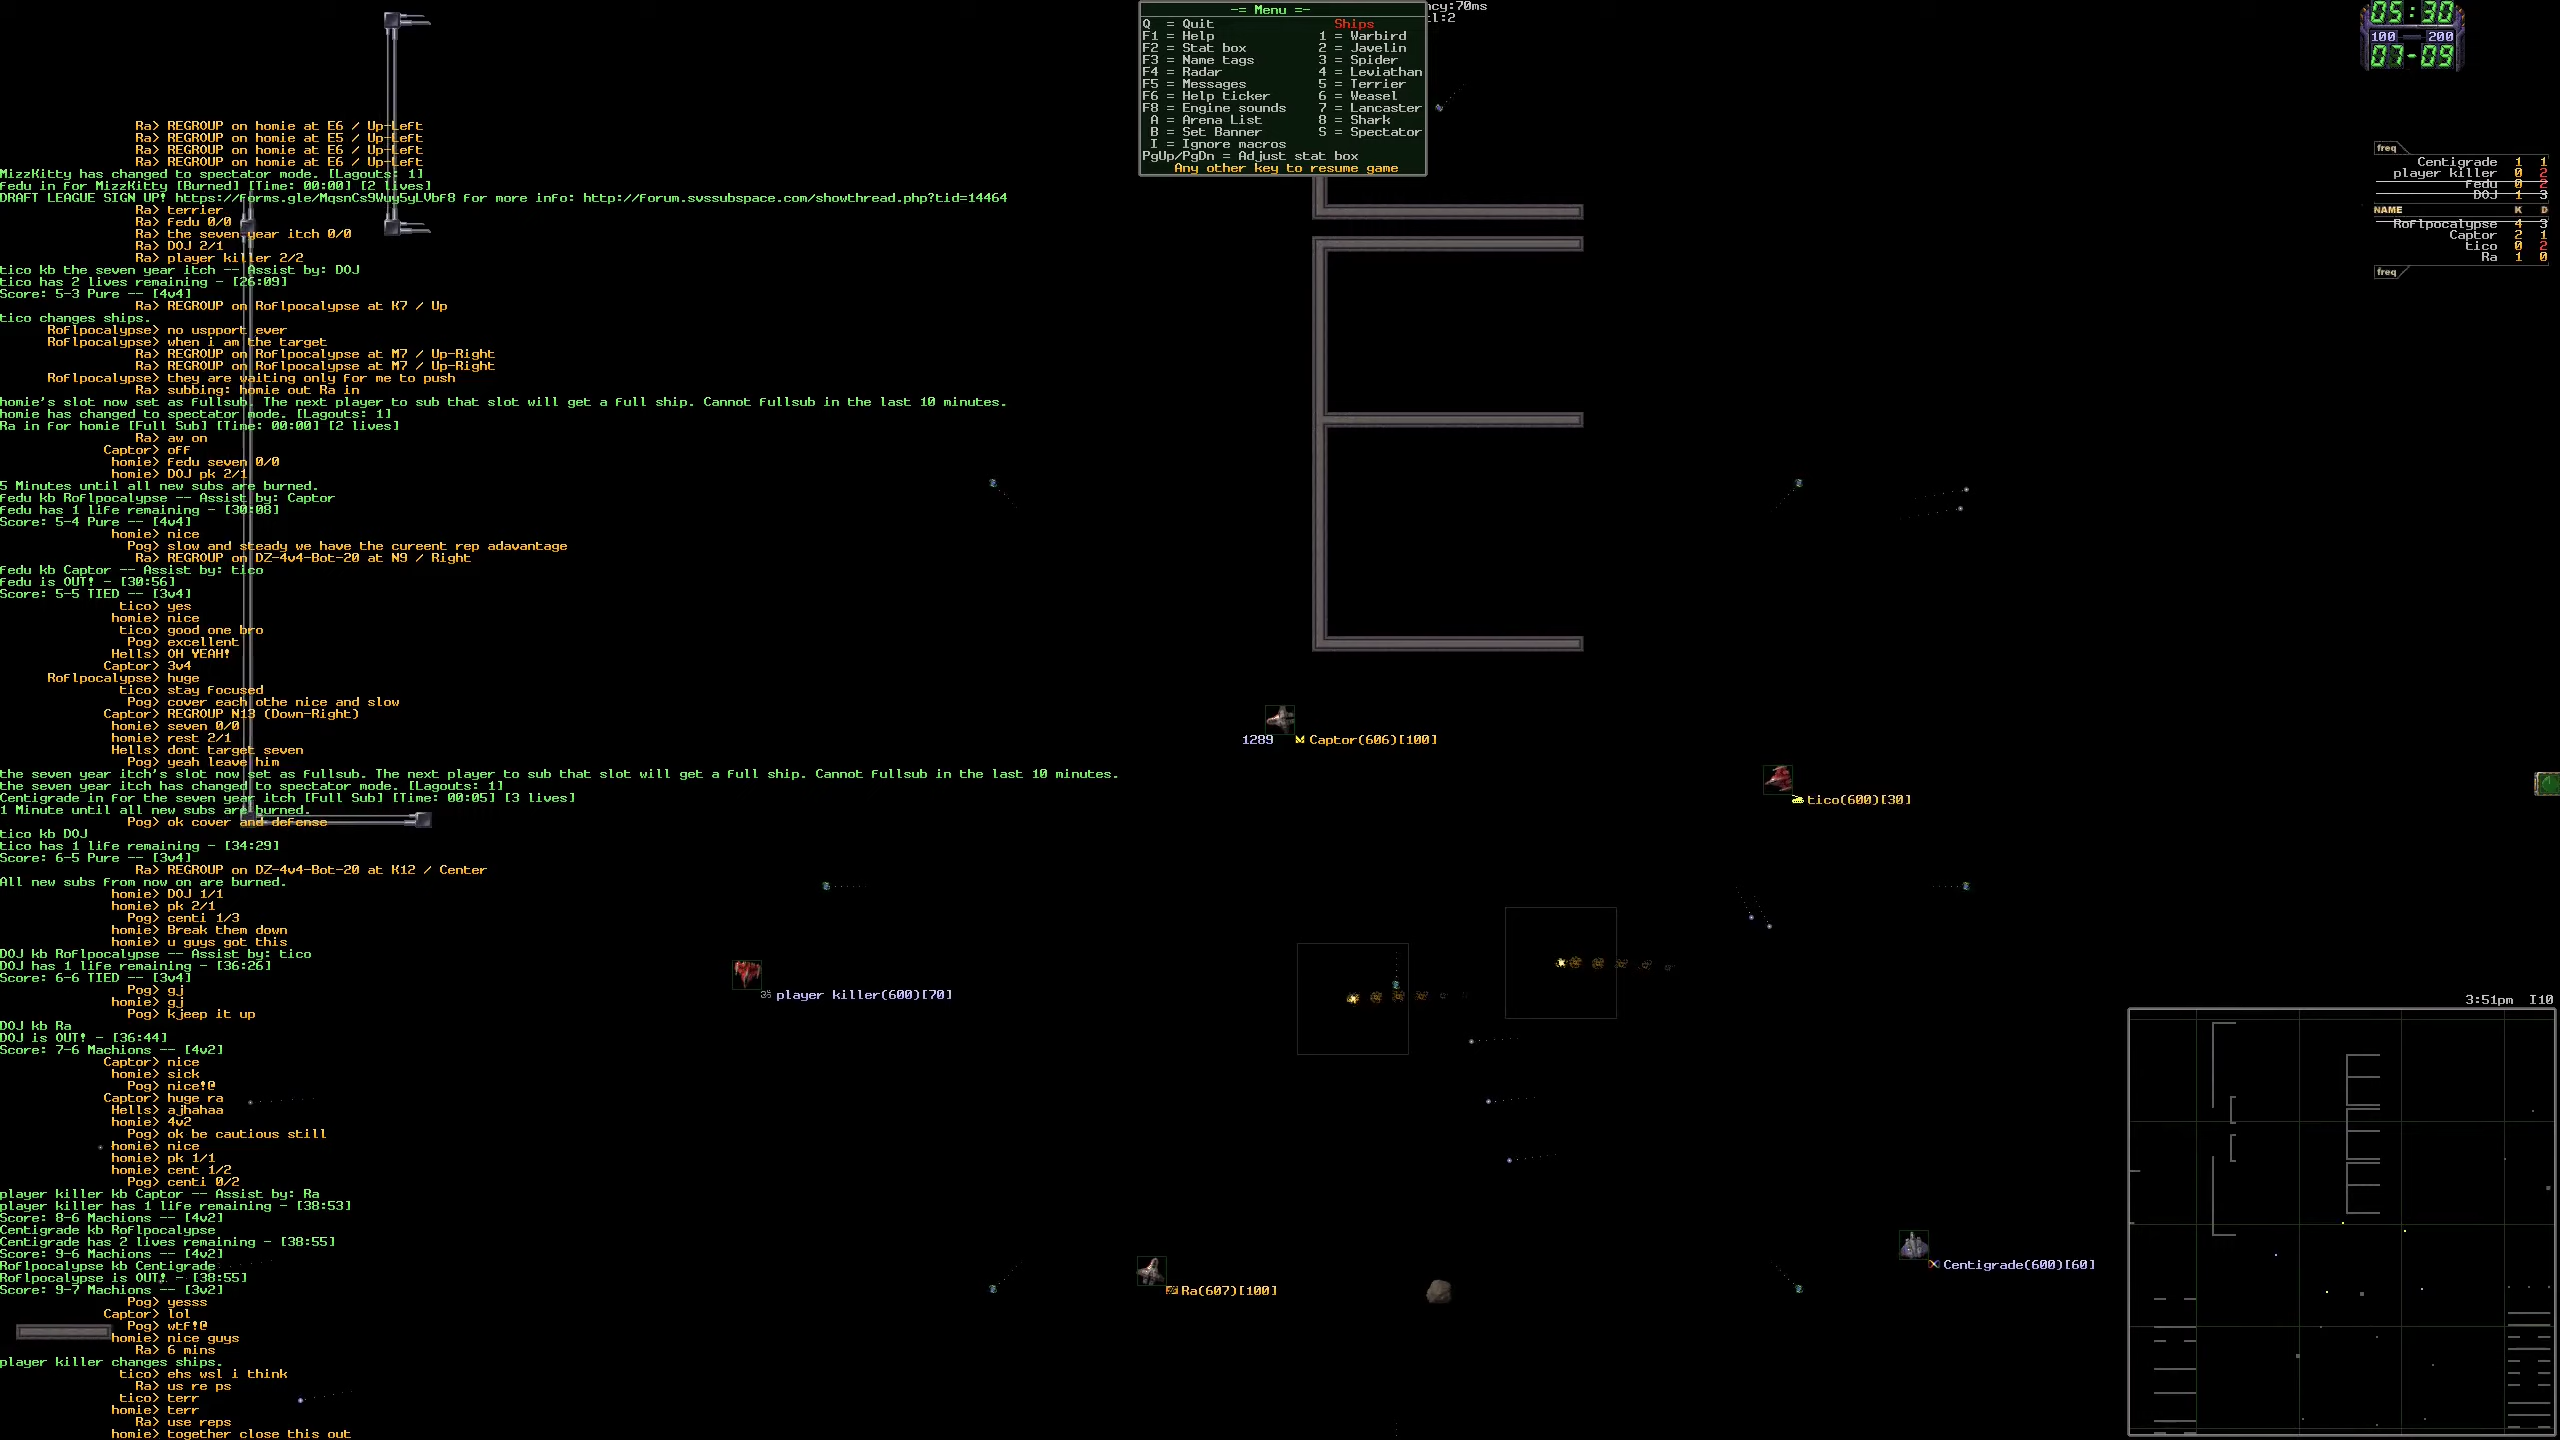 Ra> REGROUP on homie at E6 / Up-Left
Ra> REGROUP on homie at E5 / Up-Left
Ra> REGROUP on homie at E6 / Up-Left
Ra> REGROUP on homie at E6 / Up-Left
MizzKitty has changed to spectator mode. [Lagouts: 1]
fedu in for MizzKitty [Burned] [Time: 00:00] [2 lives]
DRAFT LEAGUE SIGN UP! https://forms.gle/MqsnCs9Wuy5yLVbf8 for more info: http://forum.svssubspace.com/showthread.php?tid=14464
Ra> terrier
Ra> fedu 0/0
Ra> the seven year itch 0/0
Ra> DOJ 2/1
Ra> player killer 2/2
tico kb the seven year itch -- Assist by: DOJ
tico has 2 lives remaining - [26:09]
Score: 5-3 Pure -- [4v4]
Ra> REGROUP on Roflpocalypse at K7 / Up
tico changes ships.
Roflpocalypse> no uspport ever
Roflpocalypse> when i am the target
Ra> REGROUP on Roflpocalypse at M7 / Up-Right
Ra> REGROUP on Roflpocalypse at M7 / Up-Right
Roflpocalypse> they are waiting only for me to push
Ra> subbing: homie out Ra in
homie's slot now set as fullsub. The next player to sub that slot will get a full ship. Cannot fullsub in the last 10 minutes.
homie has changed to spectator mode. [Lagouts: 1]
Ra in for homie [Full Sub] [Time: 00:00] [2 lives]
Ra> aw on
Captor> off
homie> fedu seven 0/0
homie> DOJ pk 2/1
5 Minutes until all new subs are burned.
fedu kb Roflpocalypse -- Assist by: Captor
fedu has 1 life remaining - [30:08]
Score: 5-4 Pure -- [4v4]
homie> nice
Pog> slow and steady we have the cureent rep adavantage
Ra> REGROUP on DZ-4v4-Bot-20 at N9 / Right
fedu kb Captor -- Assist by: tico
fedu is OUT! - [30:56]
Score: 5-5 TIED -- [3v4]
tico> yes
homie> nice
tico> good one bro
Pog> excellent
Hells> OH YEAH!
Captor> 3v4
Roflpocalypse> huge
tico> stay focused
Pog> cover each othe nice and slow
Captor> REGROUP N13 (Down-Right)
homie> seven 0/0
homie> rest 2/1
Hells> dont target seven
Pog> yeah leave him
the seven year itch's slot now set as fullsub. The next player to sub that slot will get a full ship. Cannot fullsub in the last 10 minutes.
the seven year itch has changed to spectator mode. [Lagouts: 1]
Centigrade in for the seven year itch [Full Sub] [Time: 00:05] [3 lives]
1 Minute until all new subs are burned.
Pog> ok cover and defense
tico kb DOJ
tico has 1 life remaining - [34:29]
Score: 6-5 Pure -- [3v4]
Ra> REGROUP on DZ-4v4-Bot-20 at K12 / Center
All new subs from now on are burned.
homie> DOJ 1/1
homie> pk 2/1
Pog> centi 1/3
homie> Break them down
homie> u guys got this
DOJ kb Roflpocalypse -- Assist by: tico
DOJ has 1 life remaining - [36:26]
Score: 6-6 TIED -- [3v4]
Pog> gj
homie> gj
Pog> kjeep it up
DOJ kb Ra
DOJ is OUT! - [36:44]
Score: 7-6 Machions -- [4v2]
Captor> nice
homie> sick
Pog> nice!@
Captor> huge ra
Hells> ajhahaa
homie> 4v2
Pog> ok be cautious still
homie> nice
homie> pk 1/1
homie> cent 1/2
Pog> centi 0/2
player killer kb Captor -- Assist by: Ra
player killer has 1 life remaining - [38:53]
Score: 8-6 Machions -- [4v2]
Centigrade kb Roflpocalypse
Centigrade has 2 lives remaining - [38:55]
Score: 9-6 Machions -- [4v2]
Roflpocalypse kb Centigrade
Roflpocalypse is OUT! - [38:55]
Score: 9-7 Machions -- [3v2]
Pog> yesss
Captor> lol
Pog> wtf!@
homie> nice guys
Ra> 6 mins
player killer changes ships.
tico> ehs wsl i think
Ra> us re ps
tico> terr
homie> terr
Ra> use reps
homie> together close this out
-= Menu =-
Q = Quit Ships
F1 = Help 1 = Warbird
F2 = Stat box 2 = Javelin
F3 = Name tags 3 = Spider
F4 = Radar 4 = Leviathan
F5 = Messages 5 = Terrier
F6 = Help ticker 6 = Weasel
F8 = Engine sounds 7 = Lancaster
A = Arena List 8 = Shark
B = Set Banner S = Spectator
I = Ignore macros
PgUp/PgDn = Adjust stat box
Any other key to resume game
ncy:70ms
tl:2
05:30
100 200
07-09
freq
Centigrade 1 1
player killer 0 2
fedu 0 2
DOJ 1 3
NAME K D
Roflpocalypse 4 3
Captor 2 1
tico 0 2
Ra 1 0
freq
1289 Captor(606)[100]
tico(600)[30]
player killer(600)[70]
Centigrade(600)[60]
Ra(607)[100]
3:51pm I10